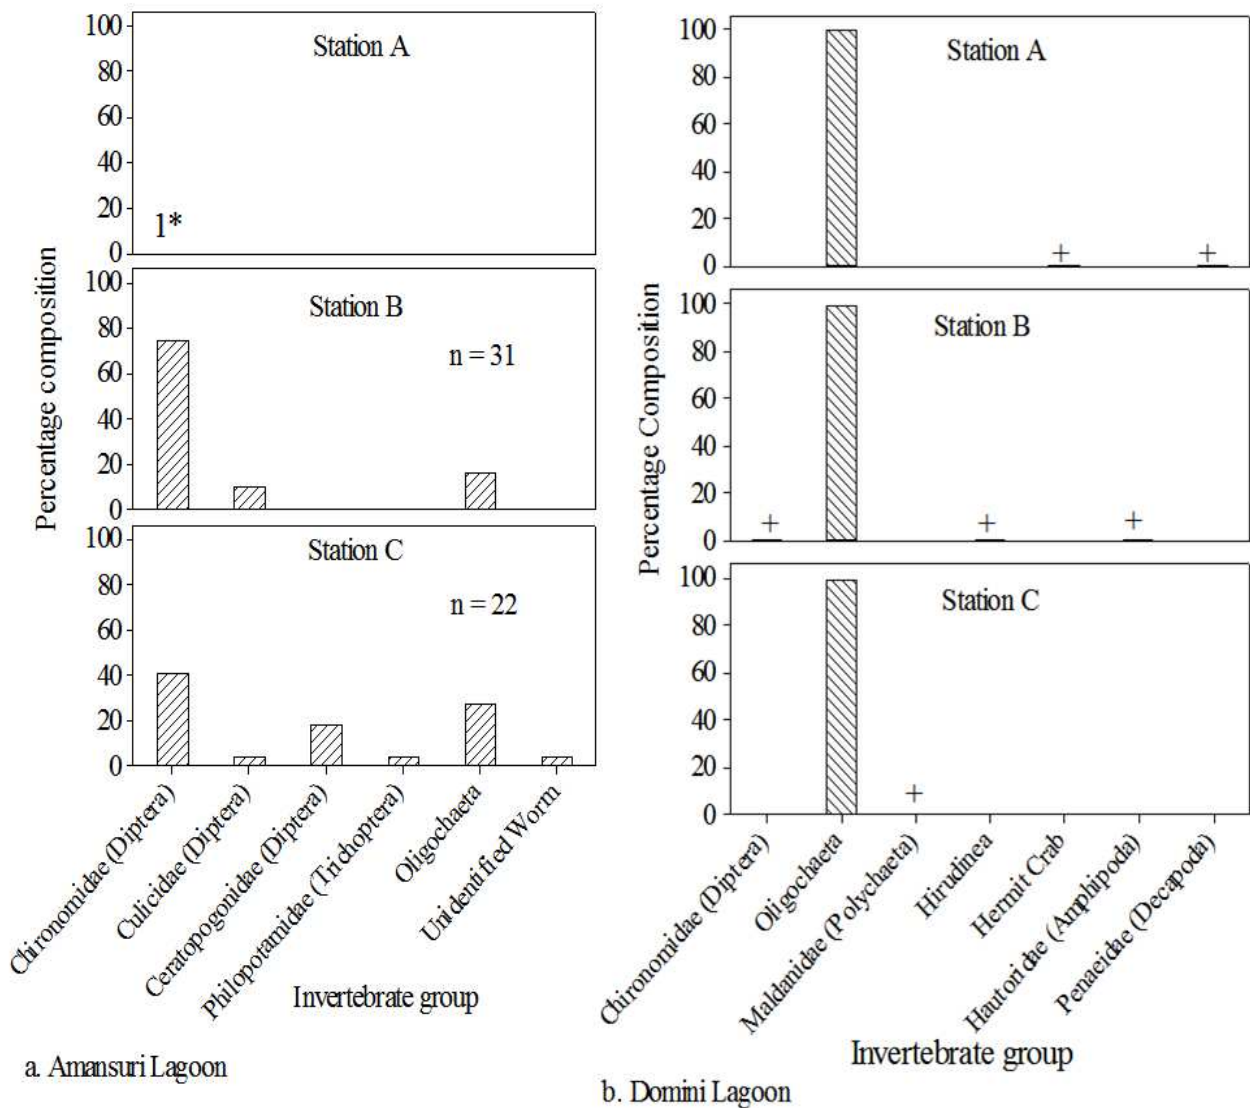 Percentage composition
100
80
60
40
20
0
Station A
1*
100
80
60
40
20
0
Station B
n = 31
100
80
60
40
20
0
Station C
n = 22
Chironomidae (Diptera)
Culicidae (Diptera)
Ceratopogonidae (Diptera)
Philopotamidae (Trichoptera)
Oligochaeta
Unidentified Worm
Invertebrate group
a. Amansuri Lagoon
Percentage Composition
100
80
60
40
20
0
Station A
+
+
100
80
60
40
20
0
Station B
+
+
+
100
80
60
40
20
0
Station C
+
Chironomidae (Diptera)
Oligochaeta
Maldanidae (Polychaeta)
Hirudinea
Hermit Crab
Hautoridae (Amphipoda)
Penaeidae (Decapoda)
Invertebrate group
b. Domini Lagoon